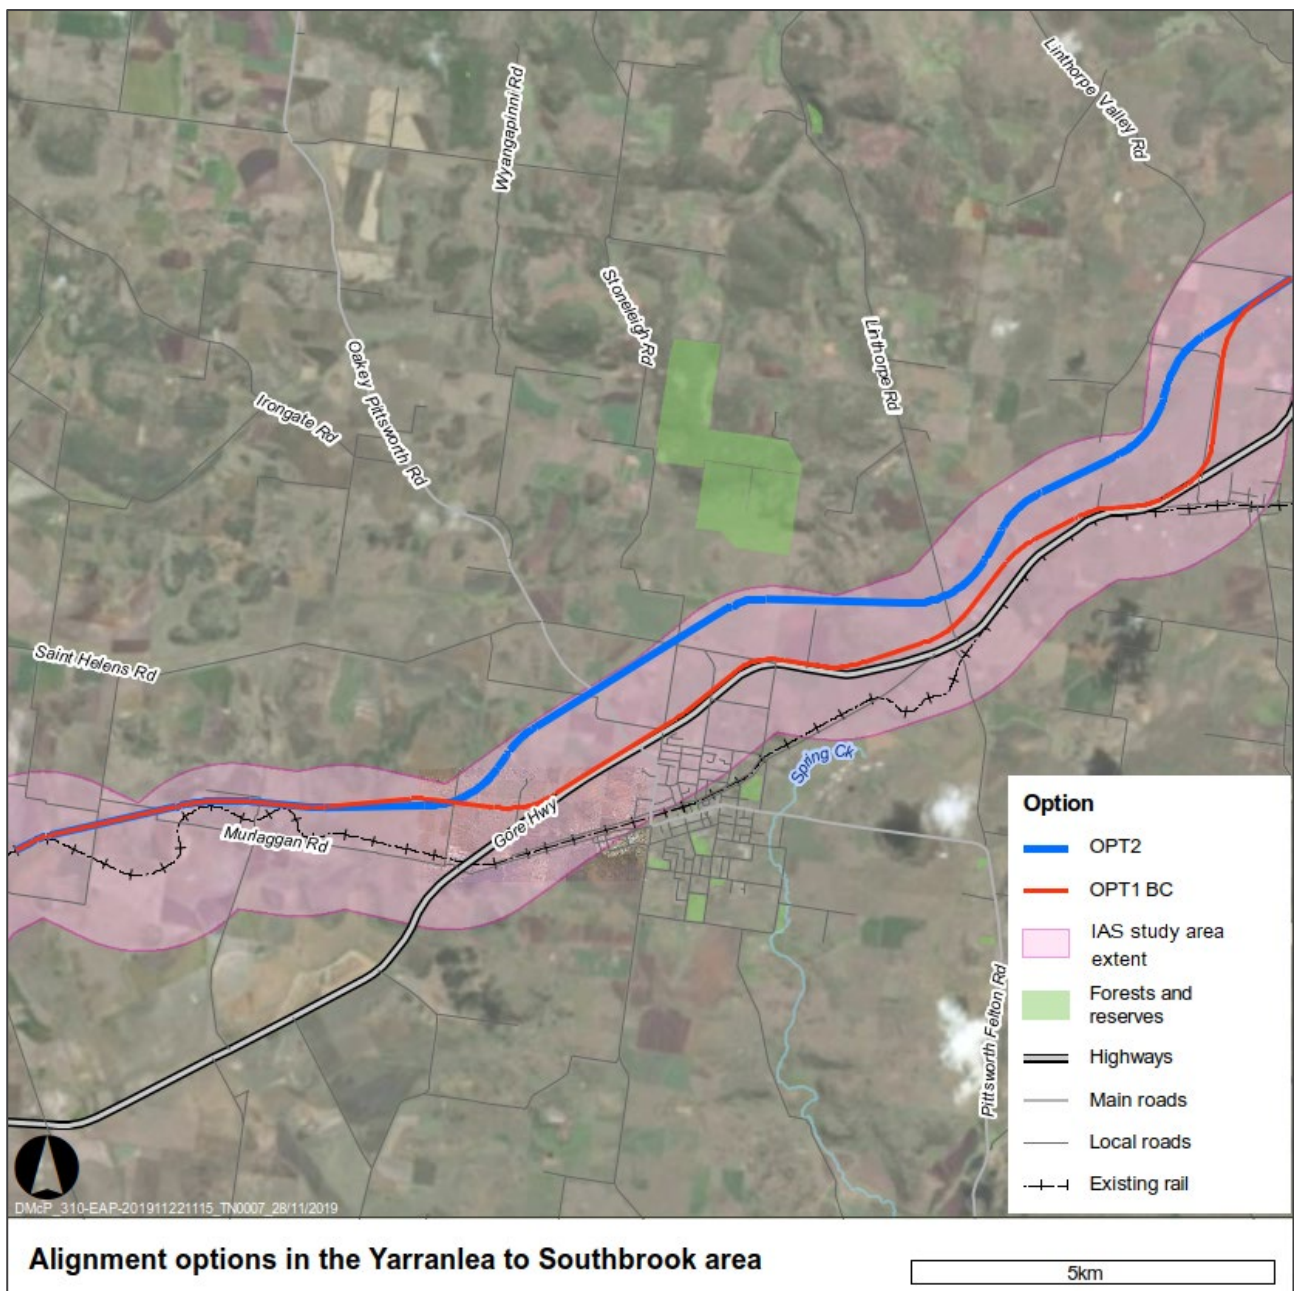 Linthorpe Valley Rd
Wyangapinni Rd
Stoneleigh Rd
Linthorpe Rd
Oakey Pittsworth Rd
Irongate Rd
Saint Helens Rd
Spring Ck
Gore Hwy
Murlaggan Rd
Pittsworth Felton Rd
Option
OPT2
OPT1 BC
IAS study area
extent
Forests and
reserves
Highways
Main roads
Local roads
Existing rail
DMcP_310-EAP-201911221115_TN0007_28/11/2019
Alignment options in the Yarranlea to Southbrook area
5km